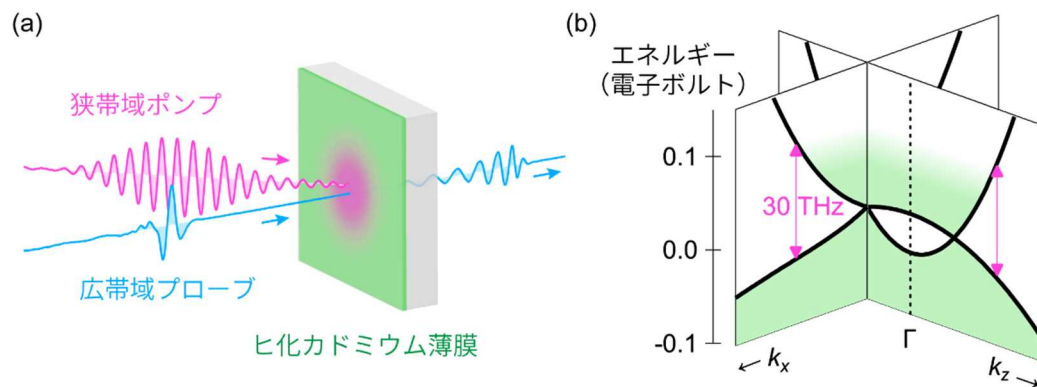 (a)
狭帯域ポンプ
広帯域プローブ
ヒ化カドミウム薄膜
(b)
エネルギー
（電子ボルト）
0.1
30 THz
0.0
-0.1
← kx
Γ
kz →